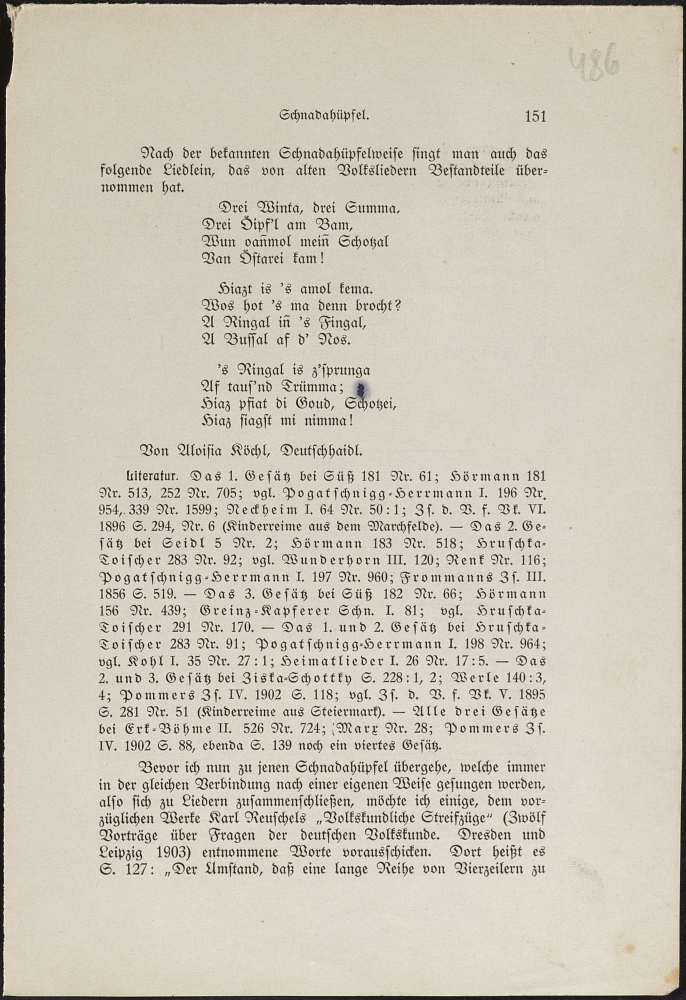 486
Schnadahüpfel. 151
Nach der bekannten Schnadahüpfelweise singt man auch das
folgende Liedlein, das von alten Volksliedern Bestandteile über-
nommen hat.
Drei Winta, drei Summa,
Drei Öipf'l am Bam,
Wun oañmol meiñ Schotzal
Van Östarei kam!
Hiazt is 's amol kema.
Wos hot 's ma denn brocht?
A Ringal iñ 's Fingal,
A Bussal af d' Nos.
's Ringal is z'sprunga
Af taus'nd Trümma;
Hiaz pfiat di Goud, Schotzei,
Hiaz siagst mi nimma!
Von Aloisia Köchl, Deutschhaidl.
Literatur. Das 1. Gesätz bei Süß 181 Nr. 61; Hörmann 181
Nr. 513, 252 Nr. 705; vgl. Pogatschnigg-Herrmann I. 196 Nr.
954, 339 Nr. 1599; Neckheim I. 64 Nr. 50:1; Zs. d. V. f. Vk. VI.
1896 S. 294, Nr. 6 (Kinderreime aus dem Marchfelde). — Das 2. Ge-
sätz bei Seidl 5 Nr. 2; Hörmann 183 Nr. 518; Hruschka-
Toischer 283 Nr. 92; vgl. Wunderhorn III. 120; Renk Nr. 116;
Pogatschnigg-Herrmann I. 197 Nr. 960; Frommanns Zs. III.
1856 S. 519. — Das 3. Gesätz bei Süß 182 Nr. 66; Hörmann
156 Nr. 439; Greinz-Kapferer Schn. I. 81; vgl. Hruschka-
Toischer 291 Nr. 170. — Das 1. und 2. Gesätz bei Hruschka-
Toischer 283 Nr. 91; Pogatschnigg-Herrmann I. 198 Nr. 964;
vgl. Kohl I. 35 Nr. 27:1; Heimatlieder I. 26 Nr. 17:5. — Das
2. und 3. Gesätz bei Ziska-Schottky S. 228:1, 2; Werle 140:3,
4; Pommers Zs. IV. 1902 S. 118; vgl. Zs. d. V. f. Vk. V. 1895
S. 281 Nr. 51 (Kinderreime aus Steiermark). — Alle drei Gesätze
bei Erk-Böhme II. 526 Nr. 724; Marx Nr. 28; Pommers Zs.
IV. 1902 S. 88, ebenda S. 139 noch ein viertes Gesätz.
Bevor ich nun zu jenen Schnadahüpfel übergehe, welche immer
in der gleichen Verbindung nach einer eigenen Weise gesungen werden,
also sich zu Liedern zusammenschließen, möchte ich einige, dem vor-
züglichen Werke Karl Reuschels „Volkskundliche Streifzüge“ (Zwölf
Vorträge über Fragen der deutschen Volkskunde. Dresden und
Leipzig 1903) entnommene Worte vorausschicken. Dort heißt es
S. 127: „Der Umstand, daß eine lange Reihe von Vierzeilern zu